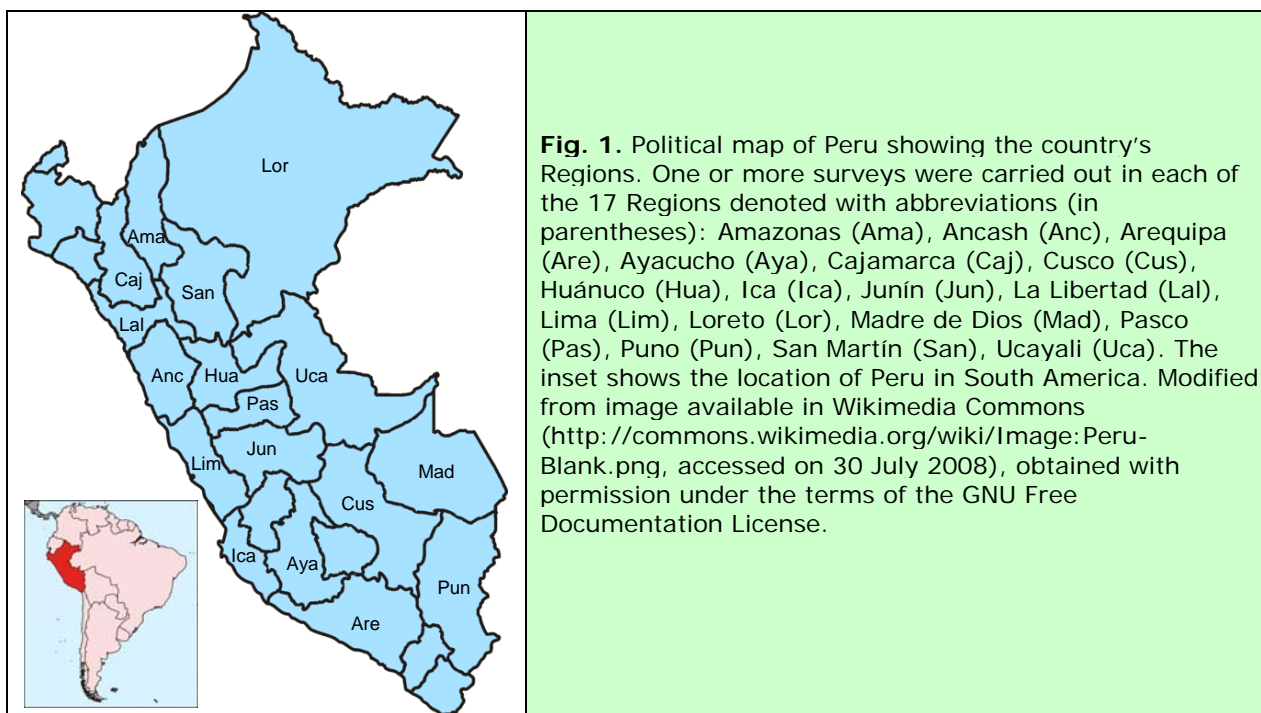 Lor
Ama
Caj
San
Lal
Anc
Hua
Uca
Pas
Jun
Lim
Mad
Cus
Ica
Aya
Pun
Are
Fig. 1. Political map of Peru showing the country's
Regions. One or more surveys were carried out in each of
the 17 Regions denoted with abbreviations (in
parentheses): Amazonas (Ama), Ancash (Anc), Arequipa
(Are), Ayacucho (Aya), Cajamarca (Caj), Cusco (Cus),
Huánuco (Hua), Ica (Ica), Junín (Jun), La Libertad (Lal),
Lima (Lim), Loreto (Lor), Madre de Dios (Mad), Pasco
(Pas), Puno (Pun), San Martín (San), Ucayali (Uca). The
inset shows the location of Peru in South America. Modified
from image available in Wikimedia Commons
(http://commons.wikimedia.org/wiki/Image:Peru-
Blank.png, accessed on 30 July 2008), obtained with
permission under the terms of the GNU Free
Documentation License.